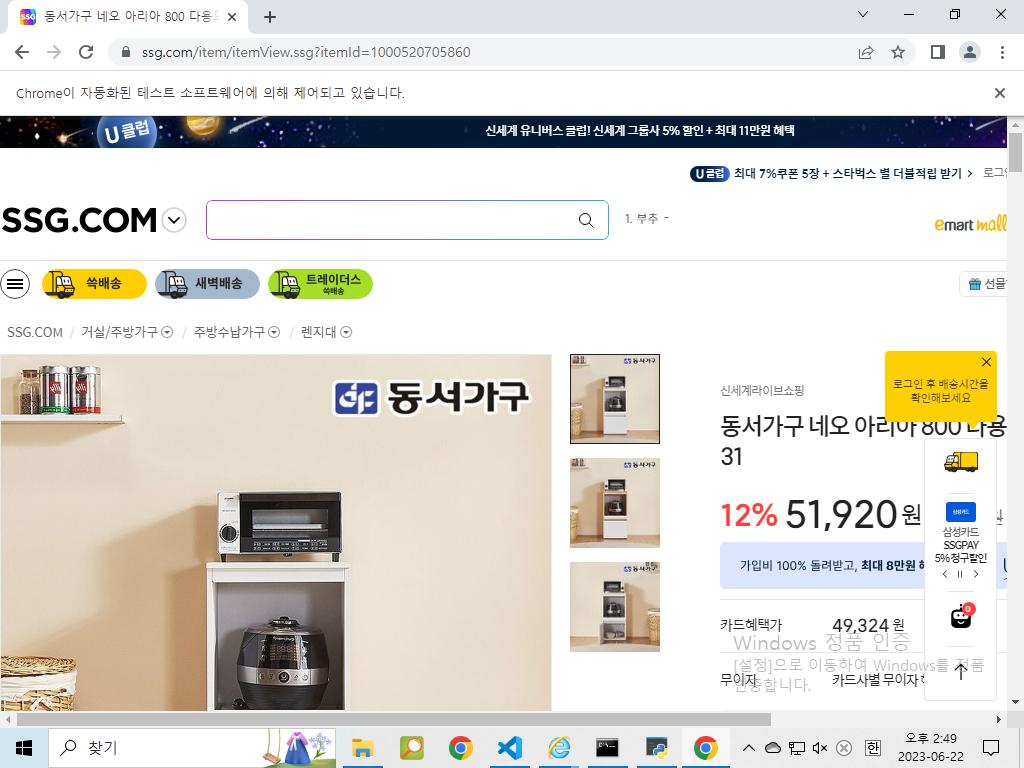 동서가구 네오 아리아 800 다용도
ssg.com/item/itemView.ssg?itemId=1000520705860
Chrome이 자동화된 테스트 소프트웨어에 의해 제어되고 있습니다.
U클럽
신세계 유니버스 클럽! 신세계 그룹사 5% 할인 + 최대 11만원 혜택
U클럽 최대 7%쿠폰 5장 + 스타벅스 별 더블적립 받기 > 로그인
SSG.COM
1. 부추 -
emart mall
쓱배송
새벽배송
트레이더스
쓱배송
선물
SSG.COM / 거실/주방가구 / 주방수납가구 / 렌지대
동서가구
로그인 후 배송시간을
확인해보세요
신세계라이브쇼핑
동서가구 네오 아리아 800 다용
31
12% 51,920원
가입비 100% 돌려받고, 최대 8만원 혜
삼성카드
삼성카드
SSGPAY
5% 청구할인
0
카드혜택가 49,324 원
무이자 카드사별 무이자
Windows 정품 인증
[설정]으로 이동하여 Windows를 정품
인증합니다.
찾기
한
오후 2:49
2023-06-22